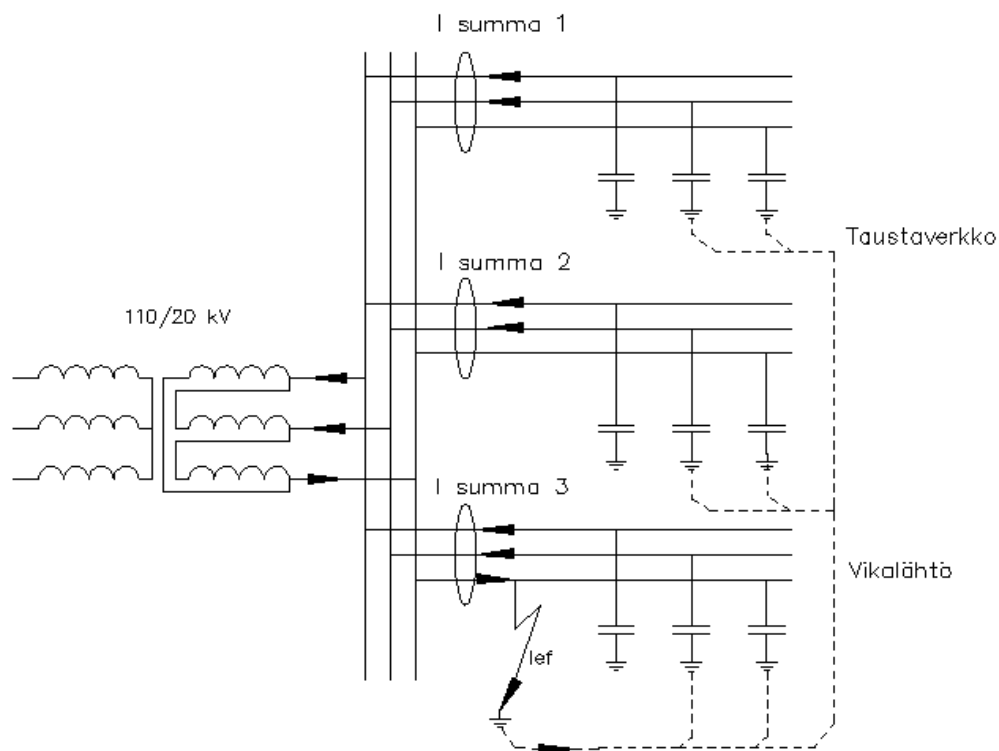 I summa 1
Taustaverkko
I summa 2
110/20 kV
I summa 3
Vikalähtö
Ief